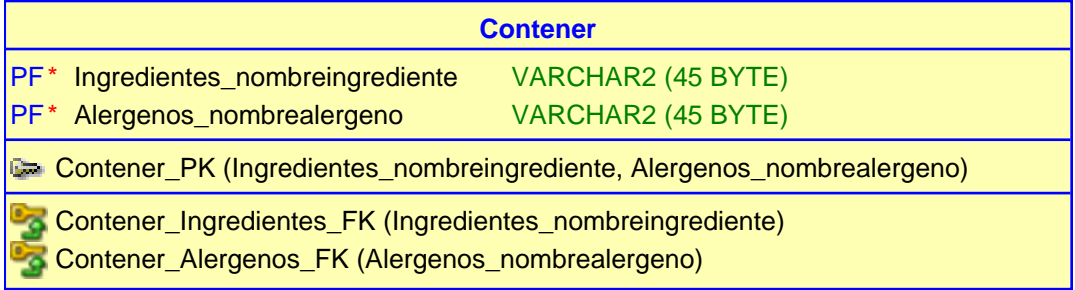 Contener
PF* Ingredientes_nombreingrediente VARCHAR2 (45 BYTE)
PF* Alergenos_nombrealergeno VARCHAR2 (45 BYTE)
Contener_PK (Ingredientes_nombreingrediente, Alergenos_nombrealergeno)
Contener_Ingredientes_FK (Ingredientes_nombreingrediente)
Contener_Alergenos_FK (Alergenos_nombrealergeno)